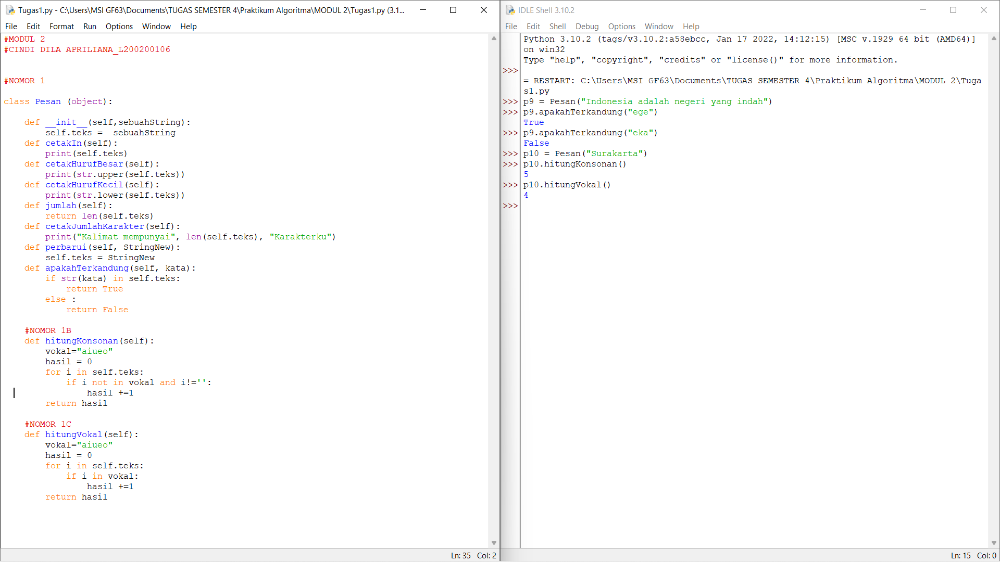 Tugas1.py - C:\Users\MSI GF63\Documents\TUGAS SEMESTER 4\Praktikum Algoritma\MODUL 2\Tugas1.py (3.1...
File Edit Format Run Options Window Help
#MODUL 2
#CINDI DILA APRILIANA_L200200106
#NOMOR 1
class Pesan (object):
    def __init__(self,sebuahString):
        self.teks =  sebuahString
    def cetakIn(self):
        print(self.teks)
    def cetakHurufBesar(self):
        print(str.upper(self.teks))
    def cetakHurufKecil(self):
        print(str.lower(self.teks))
    def jumlah(self):
        return len(self.teks)
    def cetakJumlahKarakter(self):
        print("Kalimat mempunyai", len(self.teks), "Karakterku")
    def perbarui(self, StringNew):
        self.teks = StringNew
    def apakahTerkandung(self, kata):
        if str(kata) in self.teks:
            return True
        else :
            return False
    #NOMOR 1B
    def hitungKonsonan(self):
        vokal="aiueo"
        hasil = 0
        for i in self.teks:
            if i not in vokal and i!='':
                hasil +=1
        return hasil
    #NOMOR 1C
    def hitungVokal(self):
        vokal="aiueo"
        hasil = 0
        for i in self.teks:
            if i in vokal:
                hasil +=1
        return hasil
Ln: 35 Col: 2
IDLE Shell 3.10.2
File Edit Shell Debug Options Window Help
Python 3.10.2 (tags/v3.10.2:a58ebcc, Jan 17 2022, 14:12:15) [MSC v.1929 64 bit (AMD64)]
on win32
Type "help", "copyright", "credits" or "license()" for more information.
>>>
= RESTART: C:\Users\MSI GF63\Documents\TUGAS SEMESTER 4\Praktikum Algoritma\MODUL 2\Tuga
s1.py
>>> p9 = Pesan("Indonesia adalah negeri yang indah")
>>> p9.apakahTerkandung("ege")
True
>>> p9.apakahTerkandung("eka")
False
>>> p10 = Pesan("Surakarta")
>>> p10.hitungKonsonan()
5
>>> p10.hitungVokal()
4
>>>
Ln: 15 Col: 0